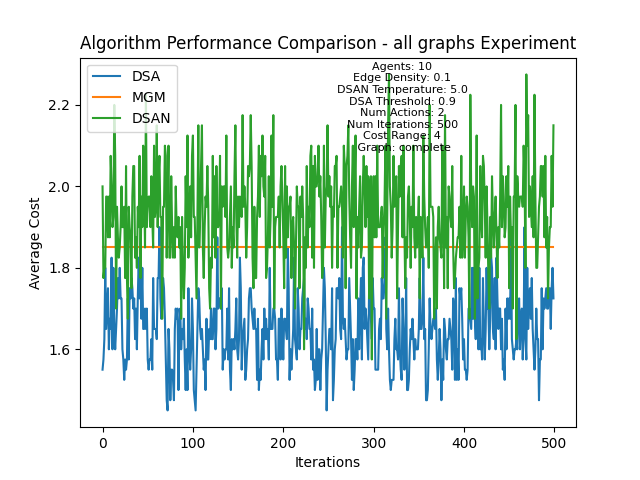 Algorithm Performance Comparison - all graphs Experiment
DSA
MGM
DSAN
Agents: 10
Edge Density: 0.1
DSAN Temperature: 5.0
DSA Threshold: 0.9
Num Actions: 2
Num Iterations: 500
Cost Range: 4
Graph: complete
Average Cost
2.2
2.0
1.8
1.6
0
100
200
300
400
500
Iterations